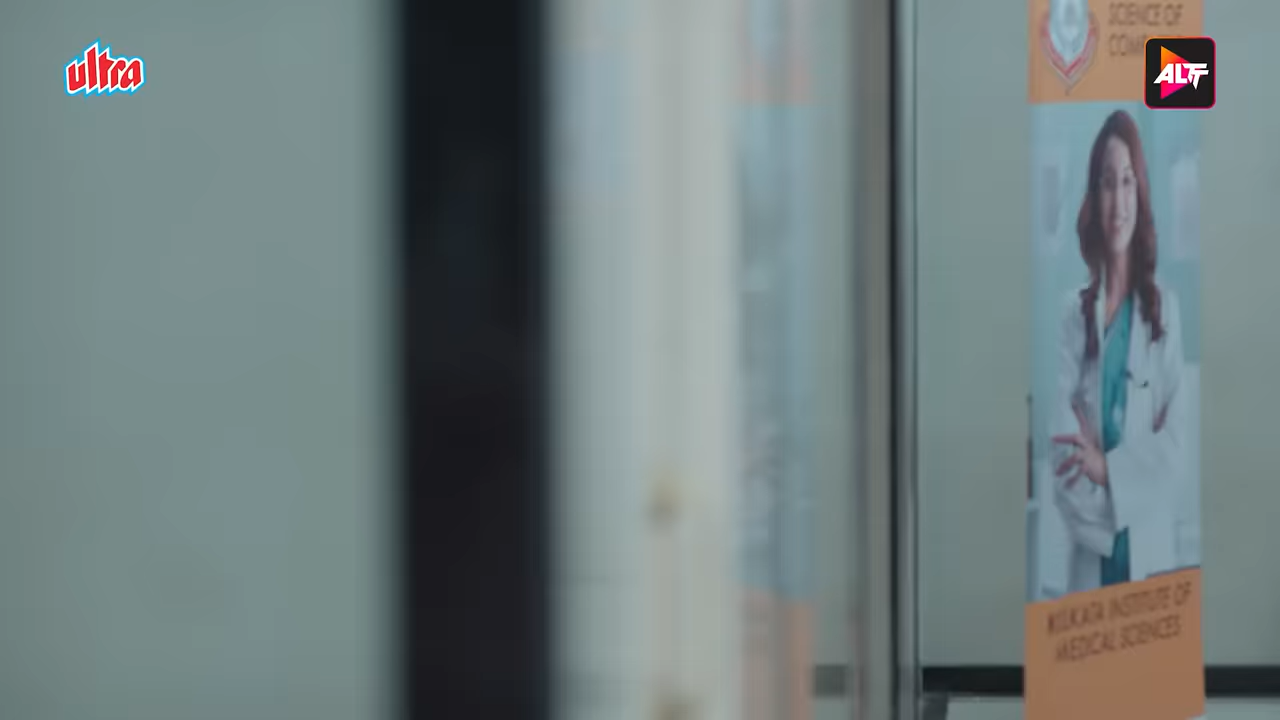 ultra
SCIENCE OF
ALTT
KOLKATA INSTITUTE OF
MEDICAL SCIENCES